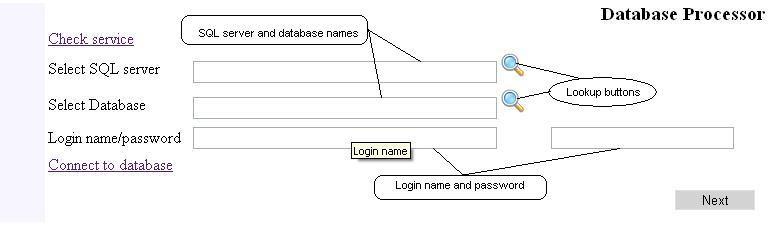 Database Processor
SQL server and database names
Check service
Select SQL server
Lookup buttons
Select Database
Login name/password
Login name
Connect to database
Login name and password
Next